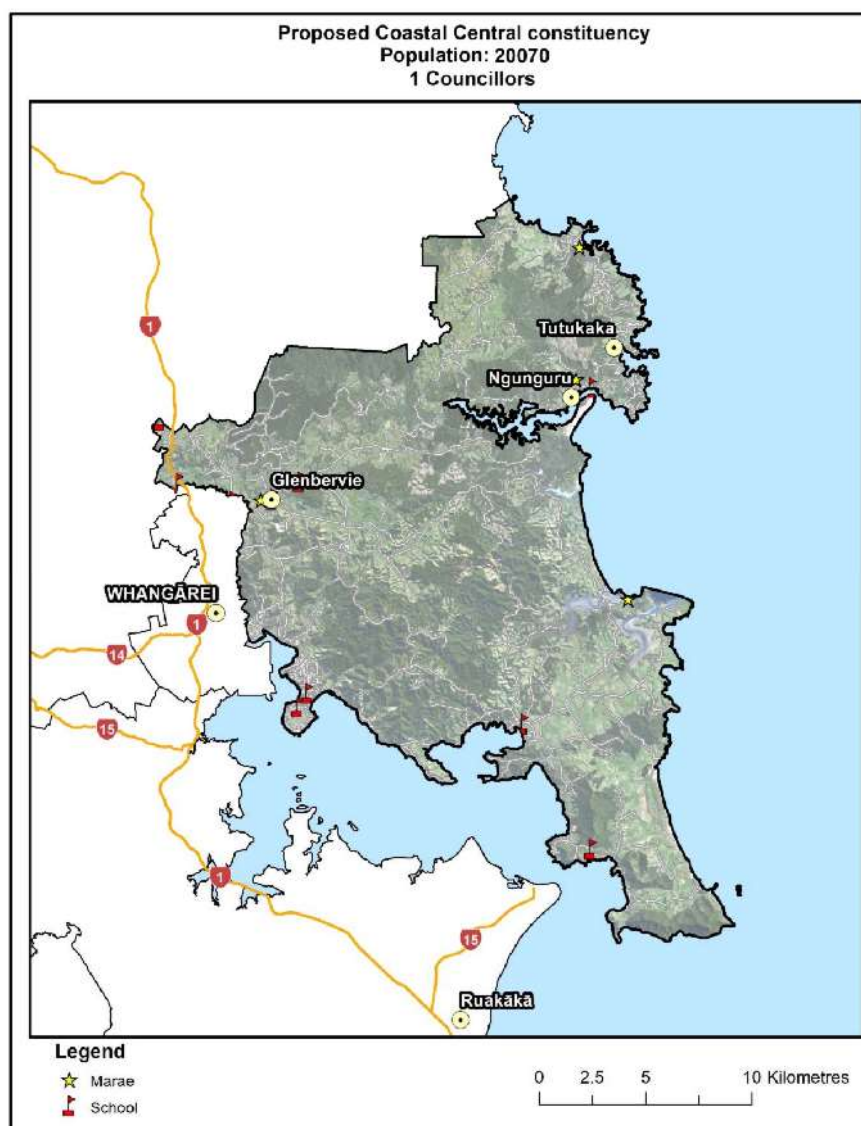 Proposed Coastal Central constituency
Population: 20070
1 Councillors
1
Tutukaka
Ngunguru
Glenbervie
WHANGĀREI
1
14
15
1
15
Ruakākā
Legend
Marae
School
0 2.5 5 10 Kilometres